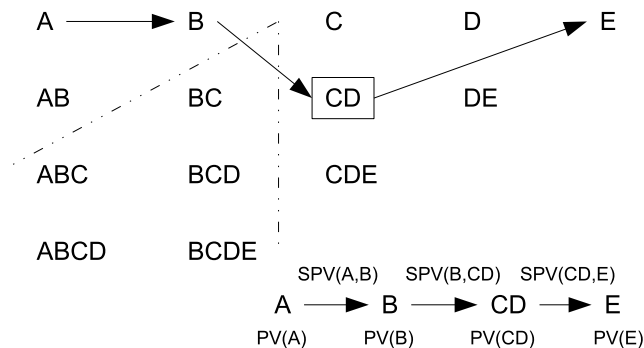 A B C D E
AB BC CD DE
ABC BCD CDE
ABCD BCDE
SPV(A,B) SPV(B,CD) SPV(CD,E)
A B CD E
PV(A) PV(B) PV(CD) PV(E)